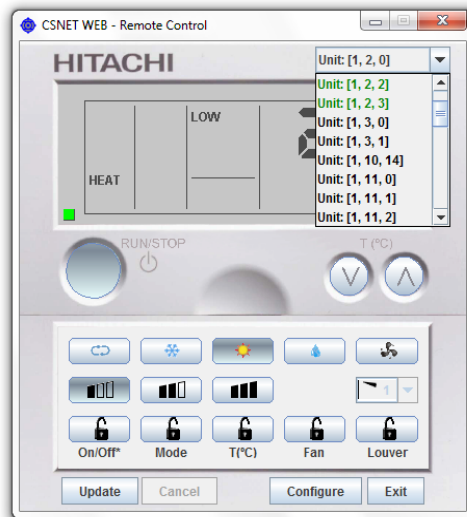 CSNET WEB - Remote Control
HITACHI
Unit: [1, 2, 0]
Unit: [1, 2, 2]
Unit: [1, 2, 3]
Unit: [1, 3, 0]
Unit: [1, 3, 1]
Unit: [1, 10, 14]
Unit: [1, 11, 0]
Unit: [1, 11, 1]
Unit: [1, 11, 2]
LOW
HEAT
RUN/STOP
T (ºC)
1
On/Off* Mode T(ºC) Fan Louver
Update Cancel Configure Exit